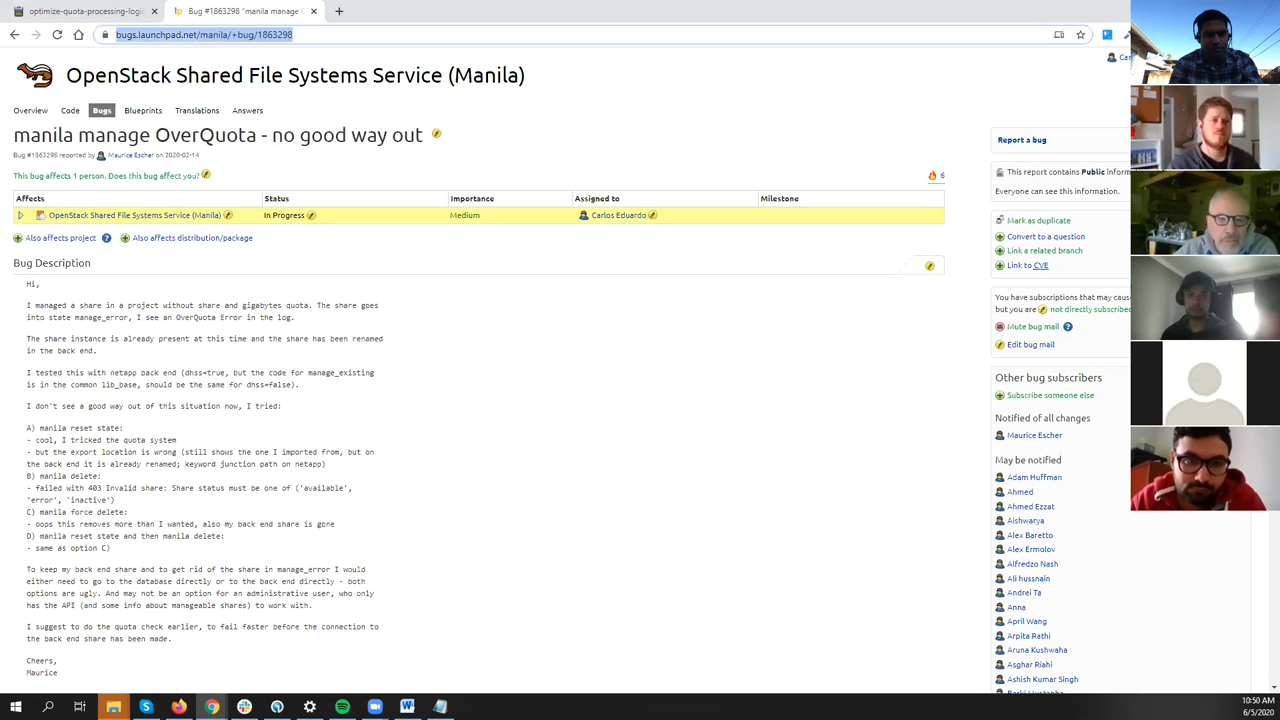 optimize-quota-processing-logi
Bug #1863298 "manila manage
bugs.launchpad.net/manila/+bug/1863298
OpenStack Shared File Systems Service (Manila)
Overview Code Bugs Blueprints Translations Answers
manila manage OverQuota - no good way out
Bug #1863298 reported by Maurice Escher on 2020-02-14
This bug affects 1 person. Does this bug affect you?
6
Affects Status Importance Assigned to Milestone
OpenStack Shared File Systems Service (Manila) In Progress Medium Carlos Eduardo
Also affects project Also affects distribution/package
Bug Description
Hi,
I managed a share in a project without share and gigabytes quota. The share goes
into state manage_error, I see an OverQuota Error in the log.
The share instance is already present at this time and the share has been renamed
in the back end.
I tested this with netapp back end (dhss=true, but the code for manage_existing
is in the common lib_base, should be the same for dhss=false).
I don't see a good way out of this situation now, I tried:
A) manila reset state:
- cool, I tricked the quota system
- but the export location is wrong (still shows the one I imported from, but on
the back end it is already renamed; keyword junction path on netapp)
B) manila delete:
- failed with 403 Invalid share: Share status must be one of ('available',
'error', 'inactive')
C) manila force delete:
- oops this removes more than I wanted, also my back end share is gone
D) manila reset state and then manila delete:
- same as option C)
To keep my back end share and to get rid of the share in manage_error I would
either need to go to the database directly or to the back end directly - both
options are ugly. And may not be an option for an administrative user, who only
has the API (and some info about manageable shares) to work with.
I suggest to do the quota check earlier, to fail faster before the connection to
the back end share has been made.
Cheers,
Maurice
Report a bug
This report contains Public inform
Everyone can see this information.
Mark as duplicate
Convert to a question
Link a related branch
Link to CVE
You have subscriptions that may cause
but you are not directly subscribed
Mute bug mail
Edit bug mail
Other bug subscribers
Subscribe someone else
Notified of all changes
Maurice Escher
May be notified
Adam Huffman
Ahmed
Ahmed Ezzat
Aishwarya
Alex Baretto
Alex Ermolov
Alfredzo Nash
Ali hussnain
Andrei Ta
Anna
April Wang
Arpita Rathi
Aruna Kushwaha
Asghar Riahi
Ashish Kumar Singh
10:50 AM
6/5/2020